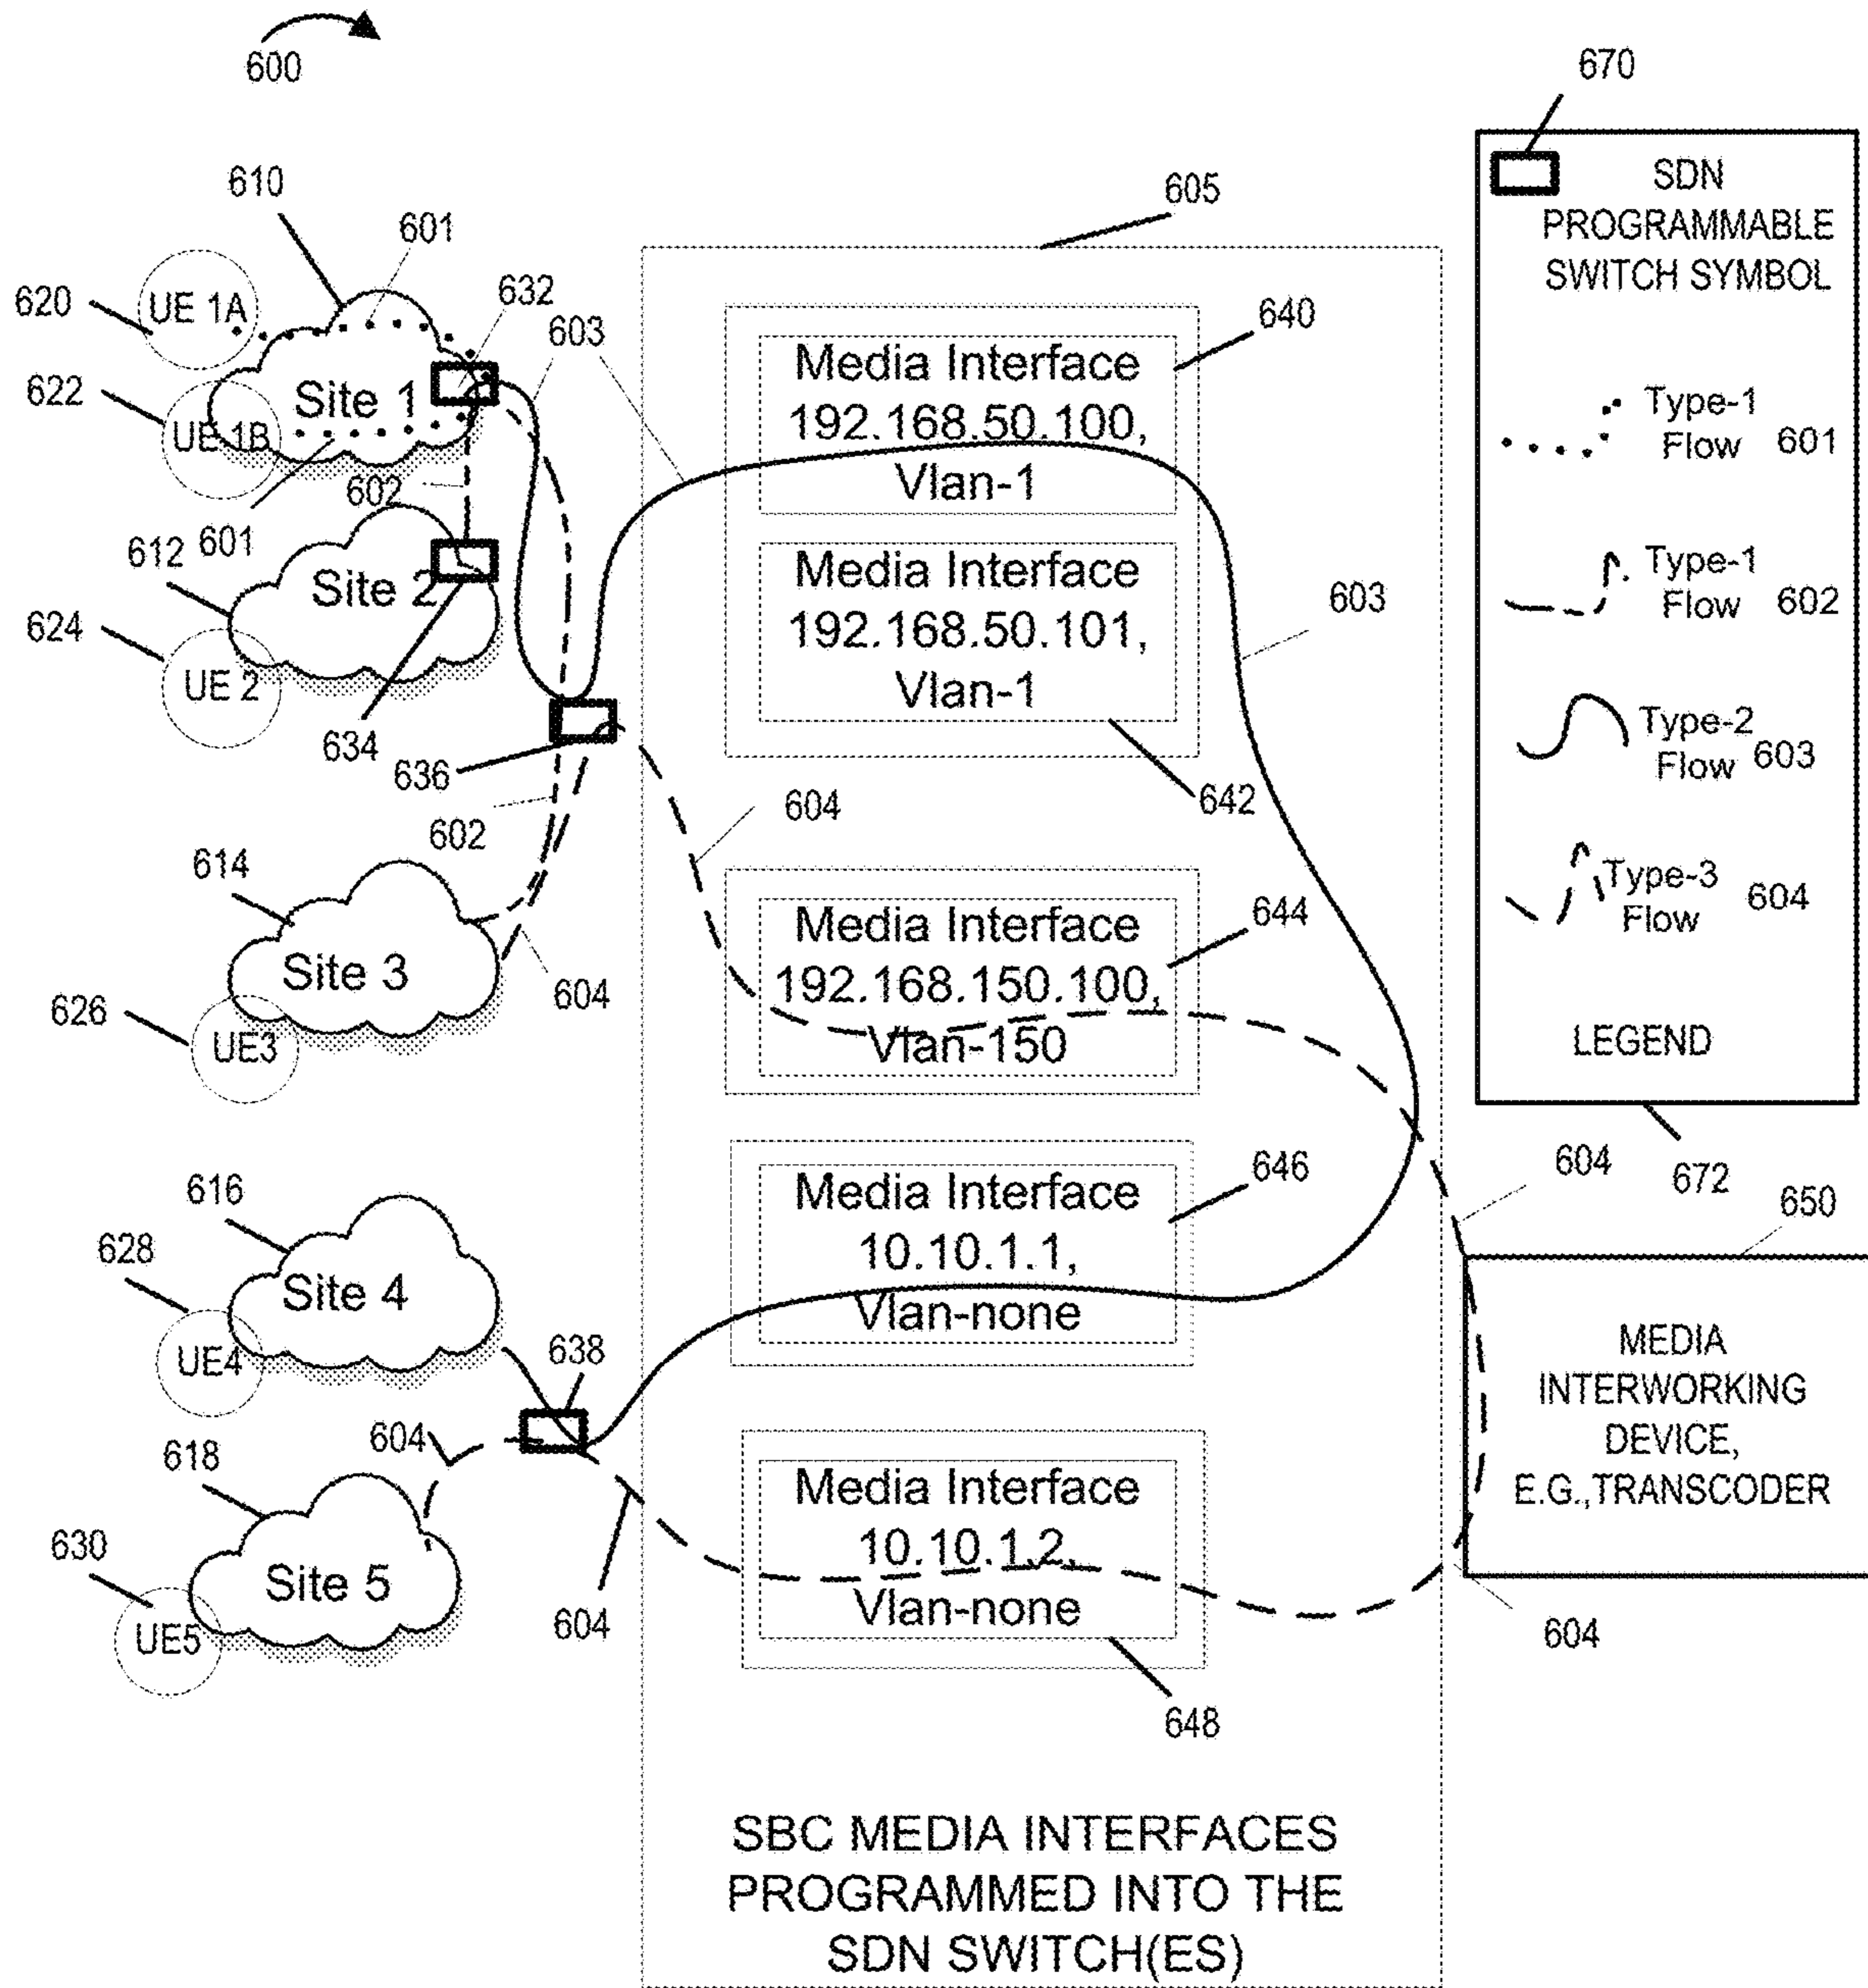 600
670
610
601
605
SDN
PROGRAMMABLE
SWITCH SYMBOL
620
UE 1A
632
603
640
Media Interface
192.168.50.100,
Vlan-1
622
Site 1
UE 1B
Type-1
Flow 601
602
612
601
Site 2
Media Interface
192.168.50.101,
Vlan-1
603
Type-1
Flow 602
624
UE 2
634
636
642
Type-2
Flow 603
602
604
614
Site 3
644
Media Interface
192.168.150.100,
Vlan-150
Type-3
Flow 604
626
UE3
604
LEGEND
616
646
Media Interface
10.10.1.1,
Vlan-none
604
672
650
628
Site 4
UE4
638
MEDIA
INTERWORKING
DEVICE,
E.G.,TRANSCODER
618
604
Media Interface
10.10.1.2,
Vlan-none
630
Site 5
UE5
604
604
648
SBC MEDIA INTERFACES
PROGRAMMED INTO THE
SDN SWITCH(ES)